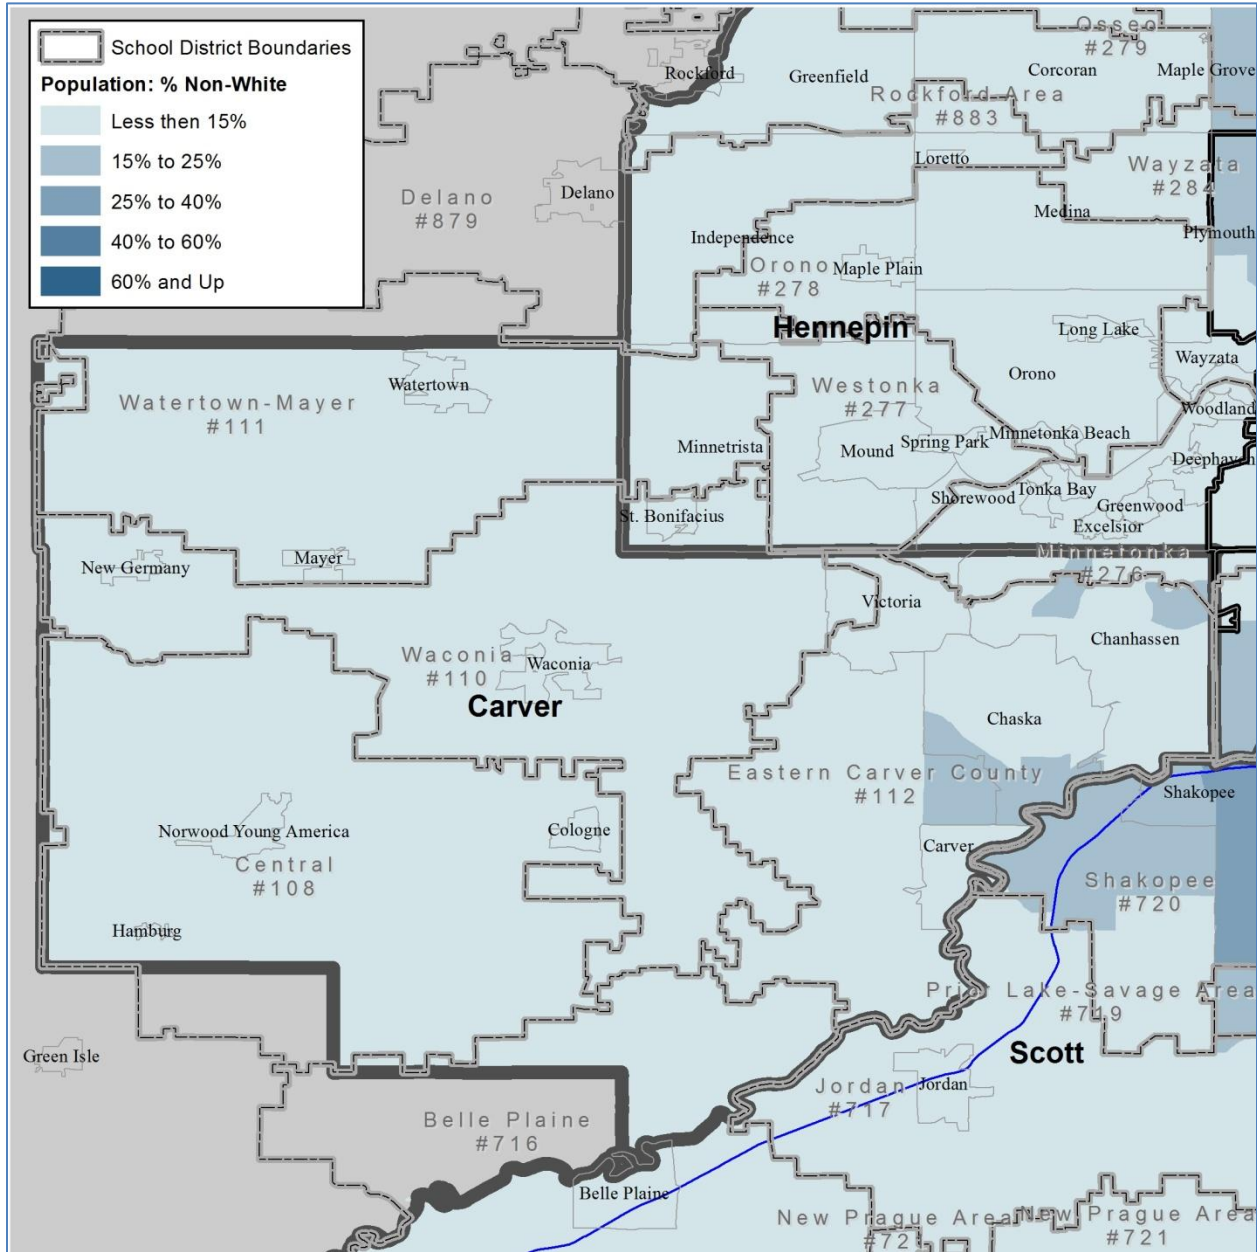 School District Boundaries
Population: % Non-White
Less then 15%
15% to 25%
25% to 40%
40% to 60%
60% and Up
Osseo
#279
Rockford
Greenfield
Corcoran
Maple Grove
Rockford Area
#883
Loretto
Wayzata
#284
Delano
#879
Delano
Medina
Plymouth
Independence
Orono
#278
Maple Plain
Hennepin
Long Lake
Wayzata
Orono
Watertown
Watertown-Mayer
#111
Westonka
#277
Woodland
Minnetrista
Mound
Spring Park
Minnetonka Beach
Deephaven
St. Bonifacius
Shorewood
Tonka Bay
Greenwood
Excelsior
Minnetonka
#276
New Germany
Mayer
Victoria
Chanhassen
Waconia
#110
Waconia
Carver
Chaska
Eastern Carver County
#112
Shakopee
Norwood Young America
Cologne
Carver
Central
#108
Shakopee
#720
Hamburg
Prior Lake-Savage Area
#719
Green Isle
Scott
Jordan
#717
Jordan
Belle Plaine
#716
Belle Plaine
New Prague Area
#72
New Prague Area
#721